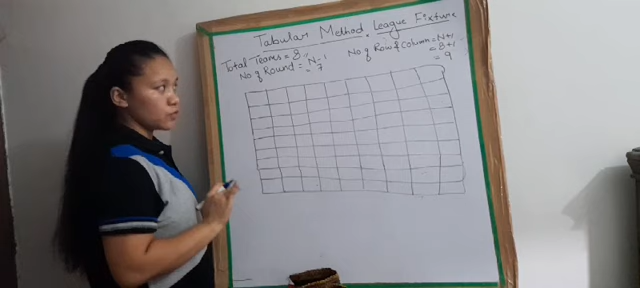 Tabular Method. League Fixture
Total Teams = 8
No. of Round = N-1
= 7
No. of Row & Column = N+1
= 8+1
= 9